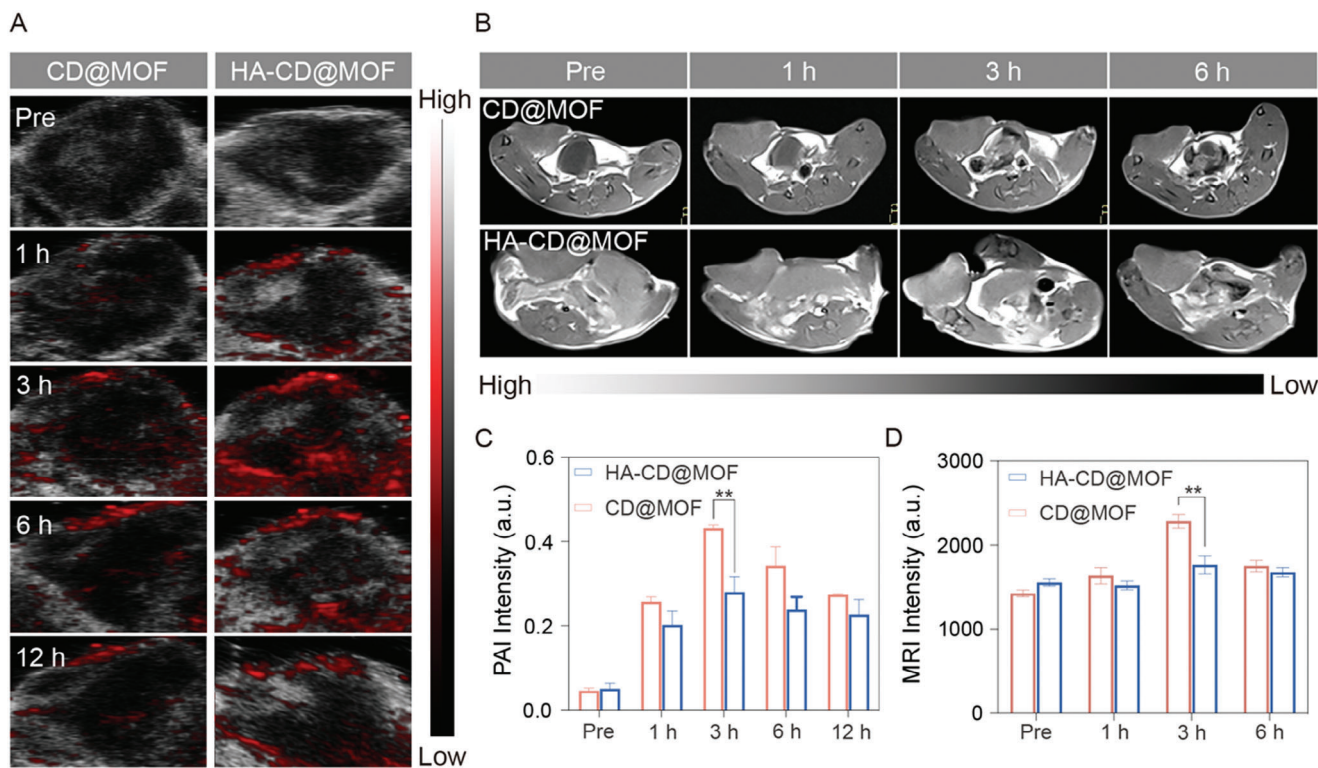 A
CD@MOF HA-CD@MOF
Pre
1 h
3 h
6 h
12 h
High
Low
B
Pre 1 h 3 h 6 h
CD@MOF
HA-CD@MOF
High Low
C
PAI Intensity (a.u.)
0.6
0.4
0.2
0.0
HA-CD@MOF
CD@MOF
**
Pre 1 h 3 h 6 h 12 h
D
MRI Intensity (a.u.)
3000
2000
1000
0
HA-CD@MOF
CD@MOF
**
Pre 1 h 3 h 6 h